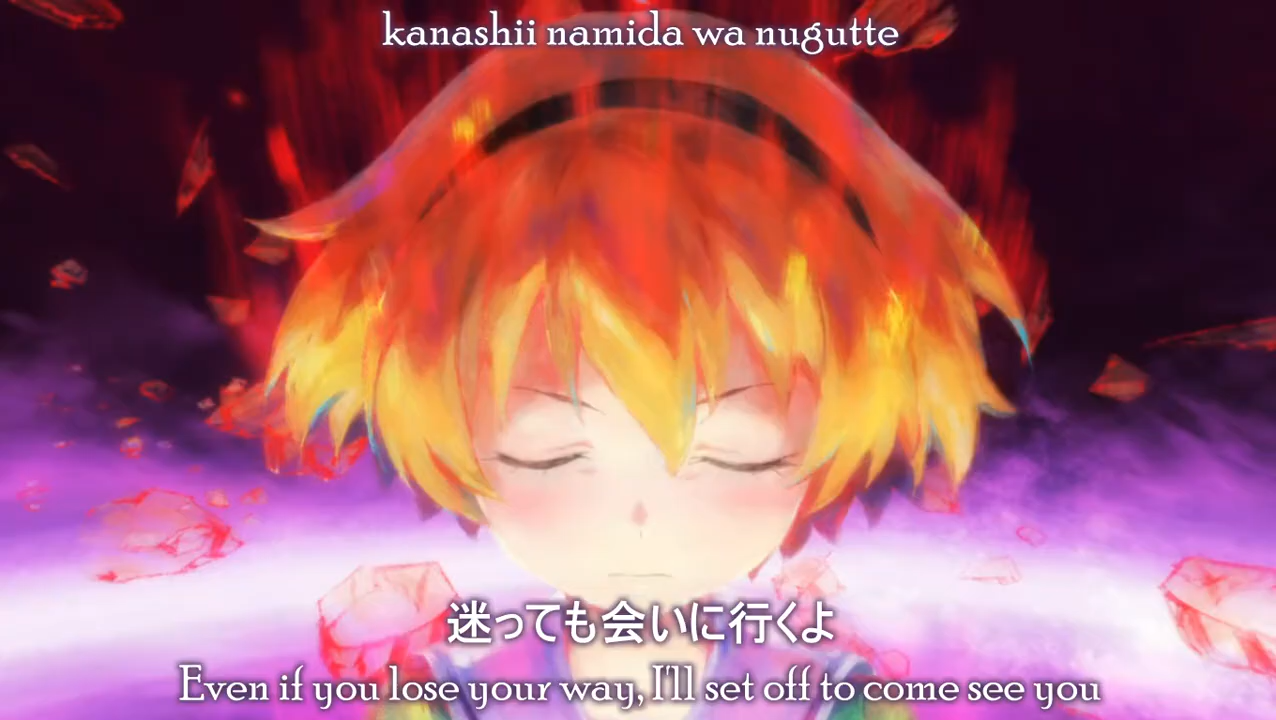 kanashii namida wa nugutte
迷っても会いに行くよ
Even if you lose your way, I'll set off to come see you